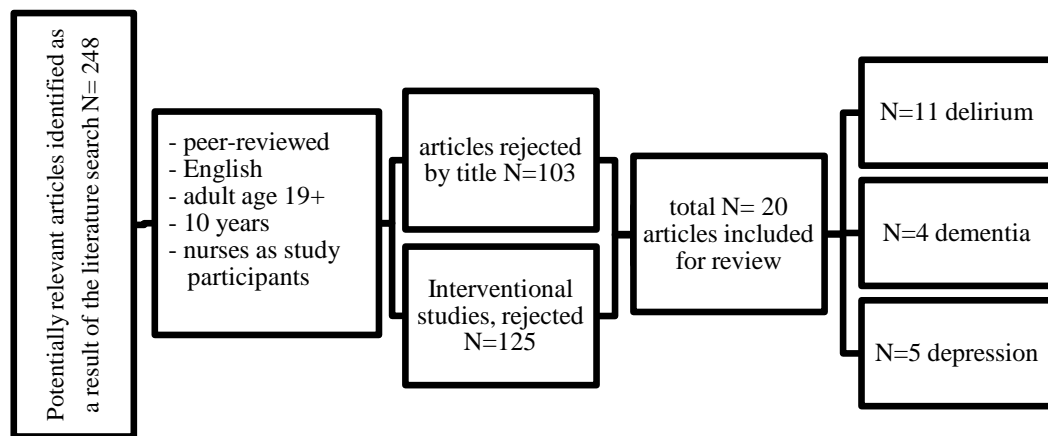 Potentially relevant articles identified as
a result of the literature search N= 248
- peer-reviewed
- English
- adult age 19+
- 10 years
- nurses as study
participants
articles rejected
by title N=103
Interventional
studies, rejected
N=125
total N= 20
articles included
for review
N=11 delirium
N=4 dementia
N=5 depression